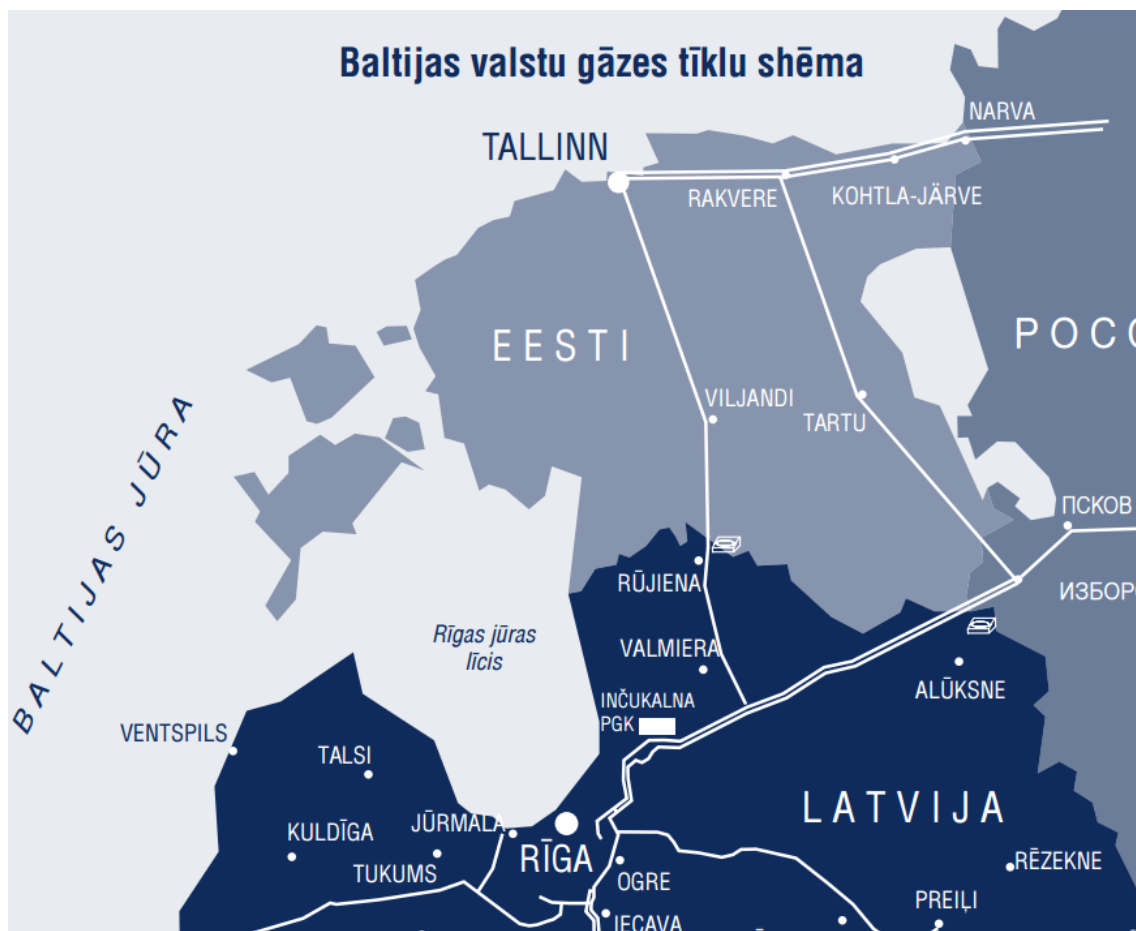 Baltijas valstu gāzes tīklu shēma
NARVA
TALLINN
RAKVERE
KOHTLA-JÄRVE
EESTI
VILJANDI
TARTU
BALTIJAS JŪRA
ПСКОВ
RŪJIENA
Rīgas jūras
līcis
VALMIERA
ALŪKSNE
INČUKALNA
PGK
VENTSPILS
TALSI
LATVIJA
JŪRMALA
KULDĪGA
RĪGA
TUKUMS
OGRE
RĒZEKNE
PREIĻI
IECAVA